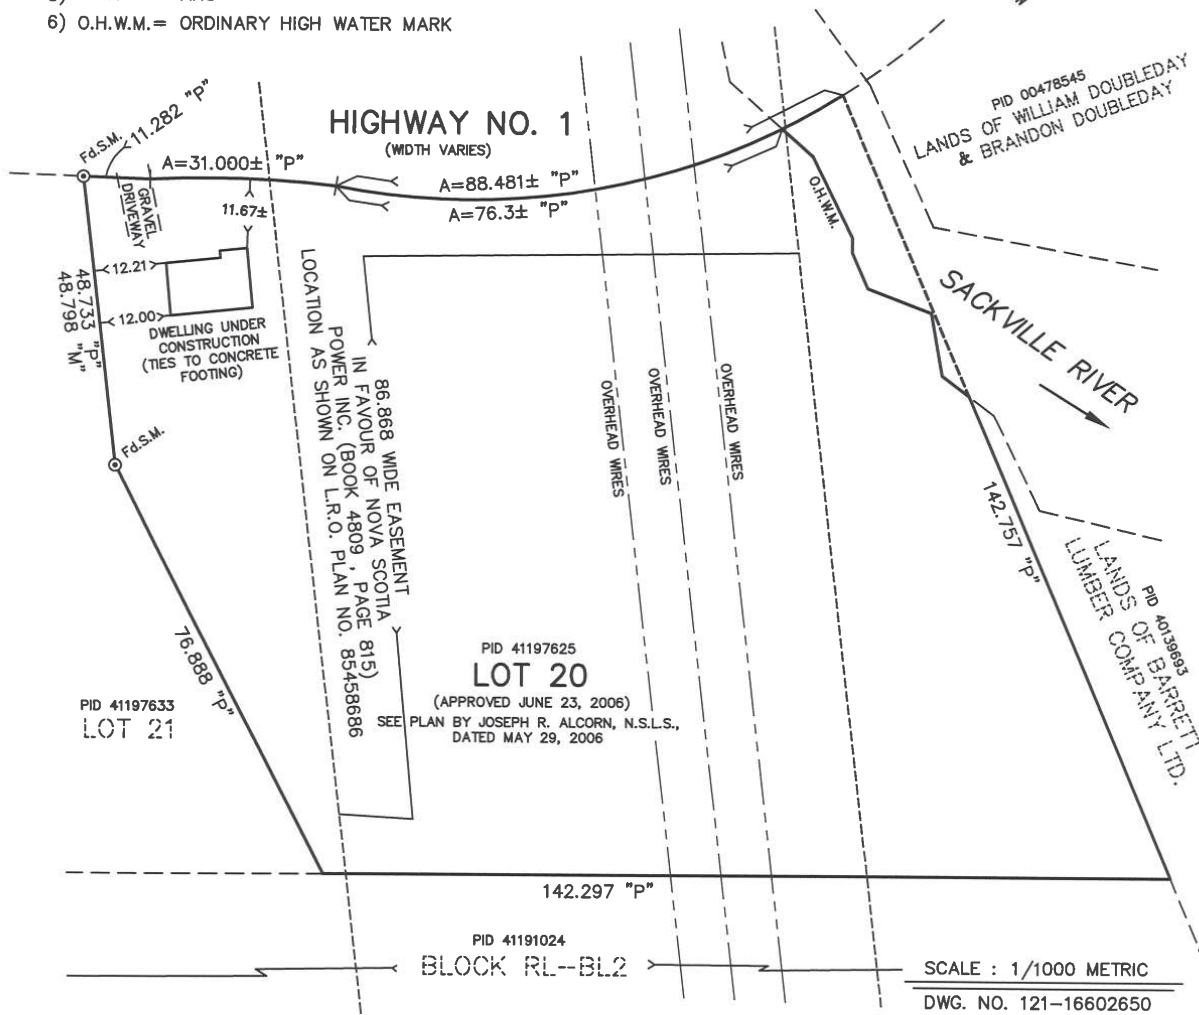 6) O.H.W.M.= ORDINARY HIGH WATER MARK
PID 00478545
LANDS OF WILLIAM DOUBLEDAY
& BRANDON DOUBLEDAY
11.282 "P"
Fd.S.M.
HIGHWAY NO. 1
(WIDTH VARIES)
A=31.000± "P"
A=88.481± "P"
A=76.3± "P"
GRAVEL
DRIVEWAY
11.67±
O.H.W.M.
12.21
12.00
48.733 "P"
48.798 "M"
DWELLING UNDER
CONSTRUCTION
(TIES TO CONCRETE
FOOTING)
SACKVILLE RIVER
86.868 WIDE EASEMENT
IN FAVOUR OF NOVA SCOTIA
POWER INC. (BOOK 4809 , PAGE 815)
LOCATION AS SHOWN ON L.R.O. PLAN NO. 85458686
OVERHEAD WIRES
OVERHEAD WIRES
OVERHEAD WIRES
Fd.S.M.
142.757 "P"
PID 40139693
LANDS OF BARRETT
LUMBER COMPANY LTD.
76.888 "P"
PID 41197625
LOT 20
(APPROVED JUNE 23, 2006)
SEE PLAN BY JOSEPH R. ALCORN, N.S.L.S.,
DATED MAY 29, 2006
PID 41197633
LOT 21
142.297 "P"
PID 41191024
BLOCK RL--BL2
SCALE : 1/1000 METRIC
DWG. NO. 121-16602650